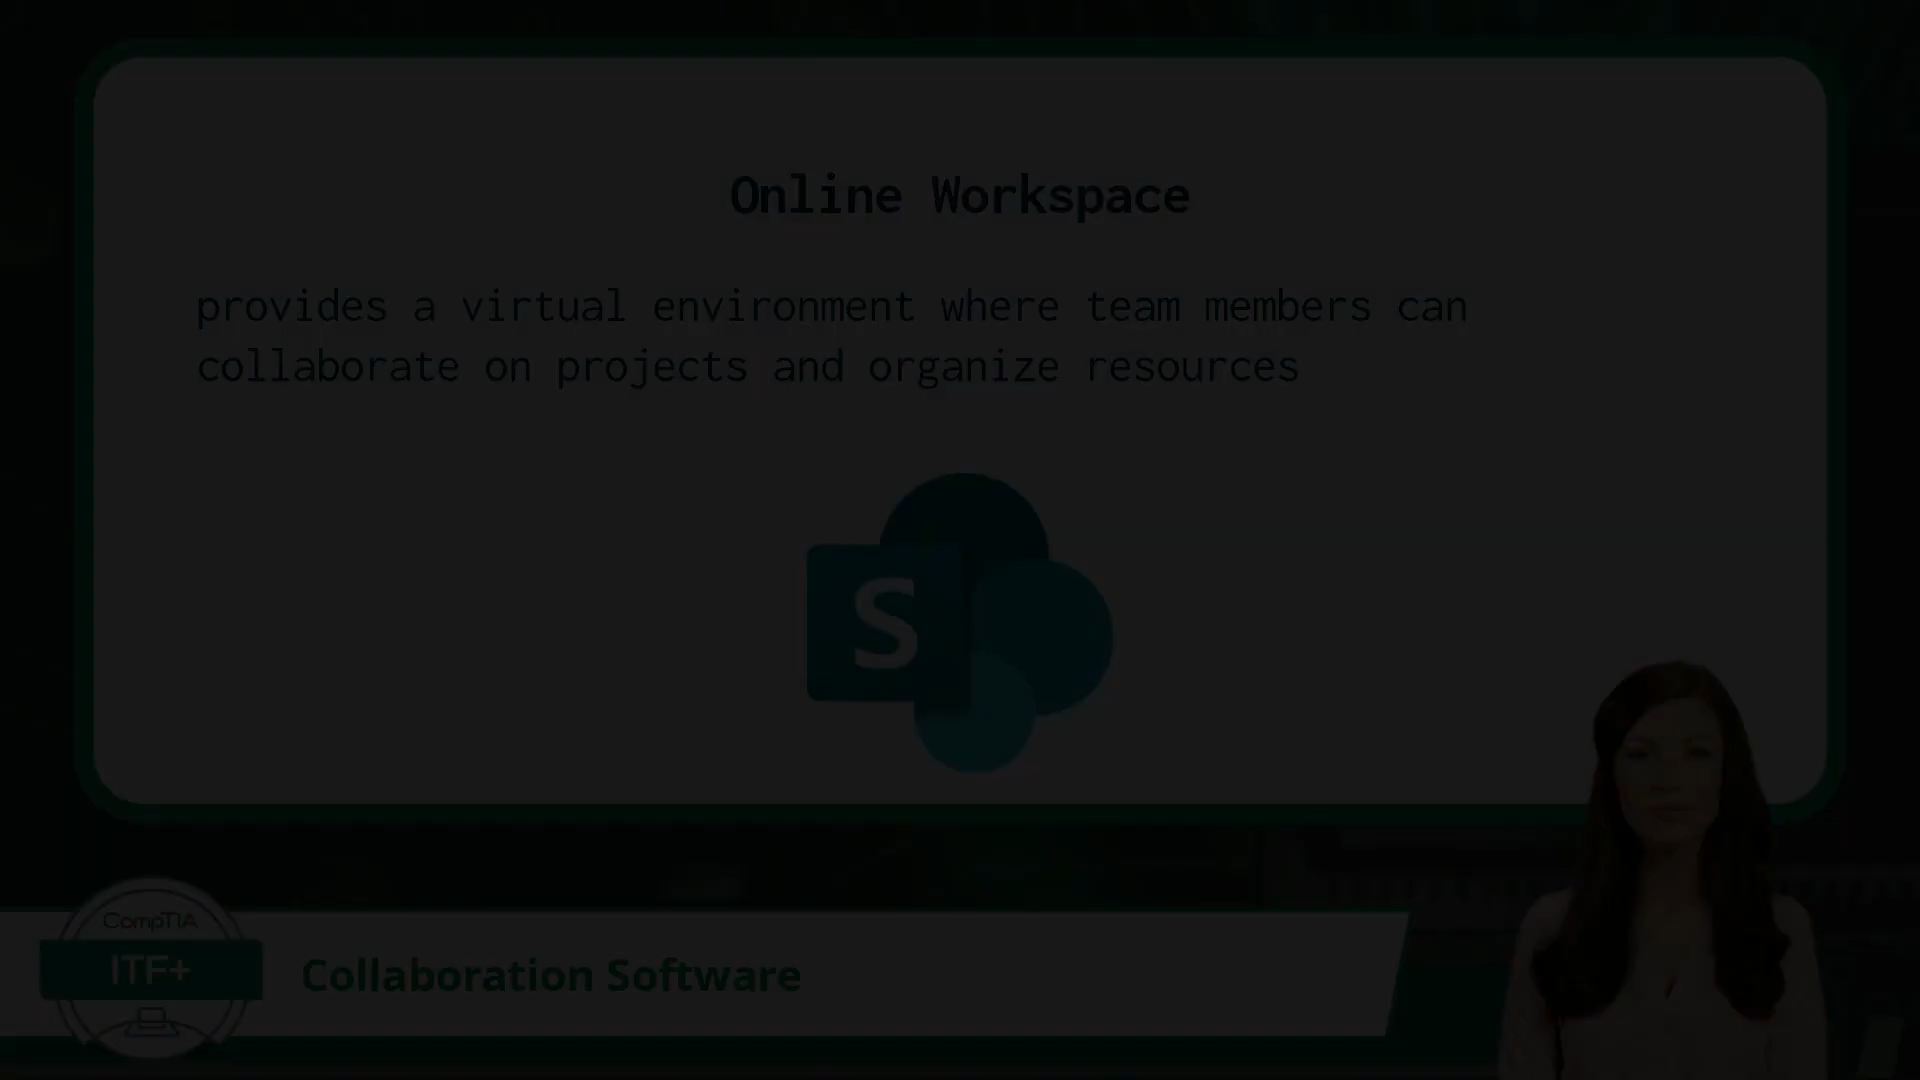 Online Workspace
provides a virtual environment where team members can
collaborate on projects and organize resources
S
CompTIA
ITF+
Collaboration Software